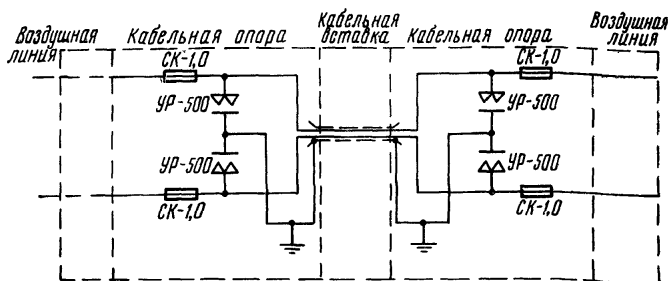 Воздушная линия
Кабельная опора
Кабельная вставка
Кабельная опора
Воздушная линия
СК-1,0
СК-1,0
УР-500
УР-500
УР-500
УР-500
СК-1,0
СК-1,0